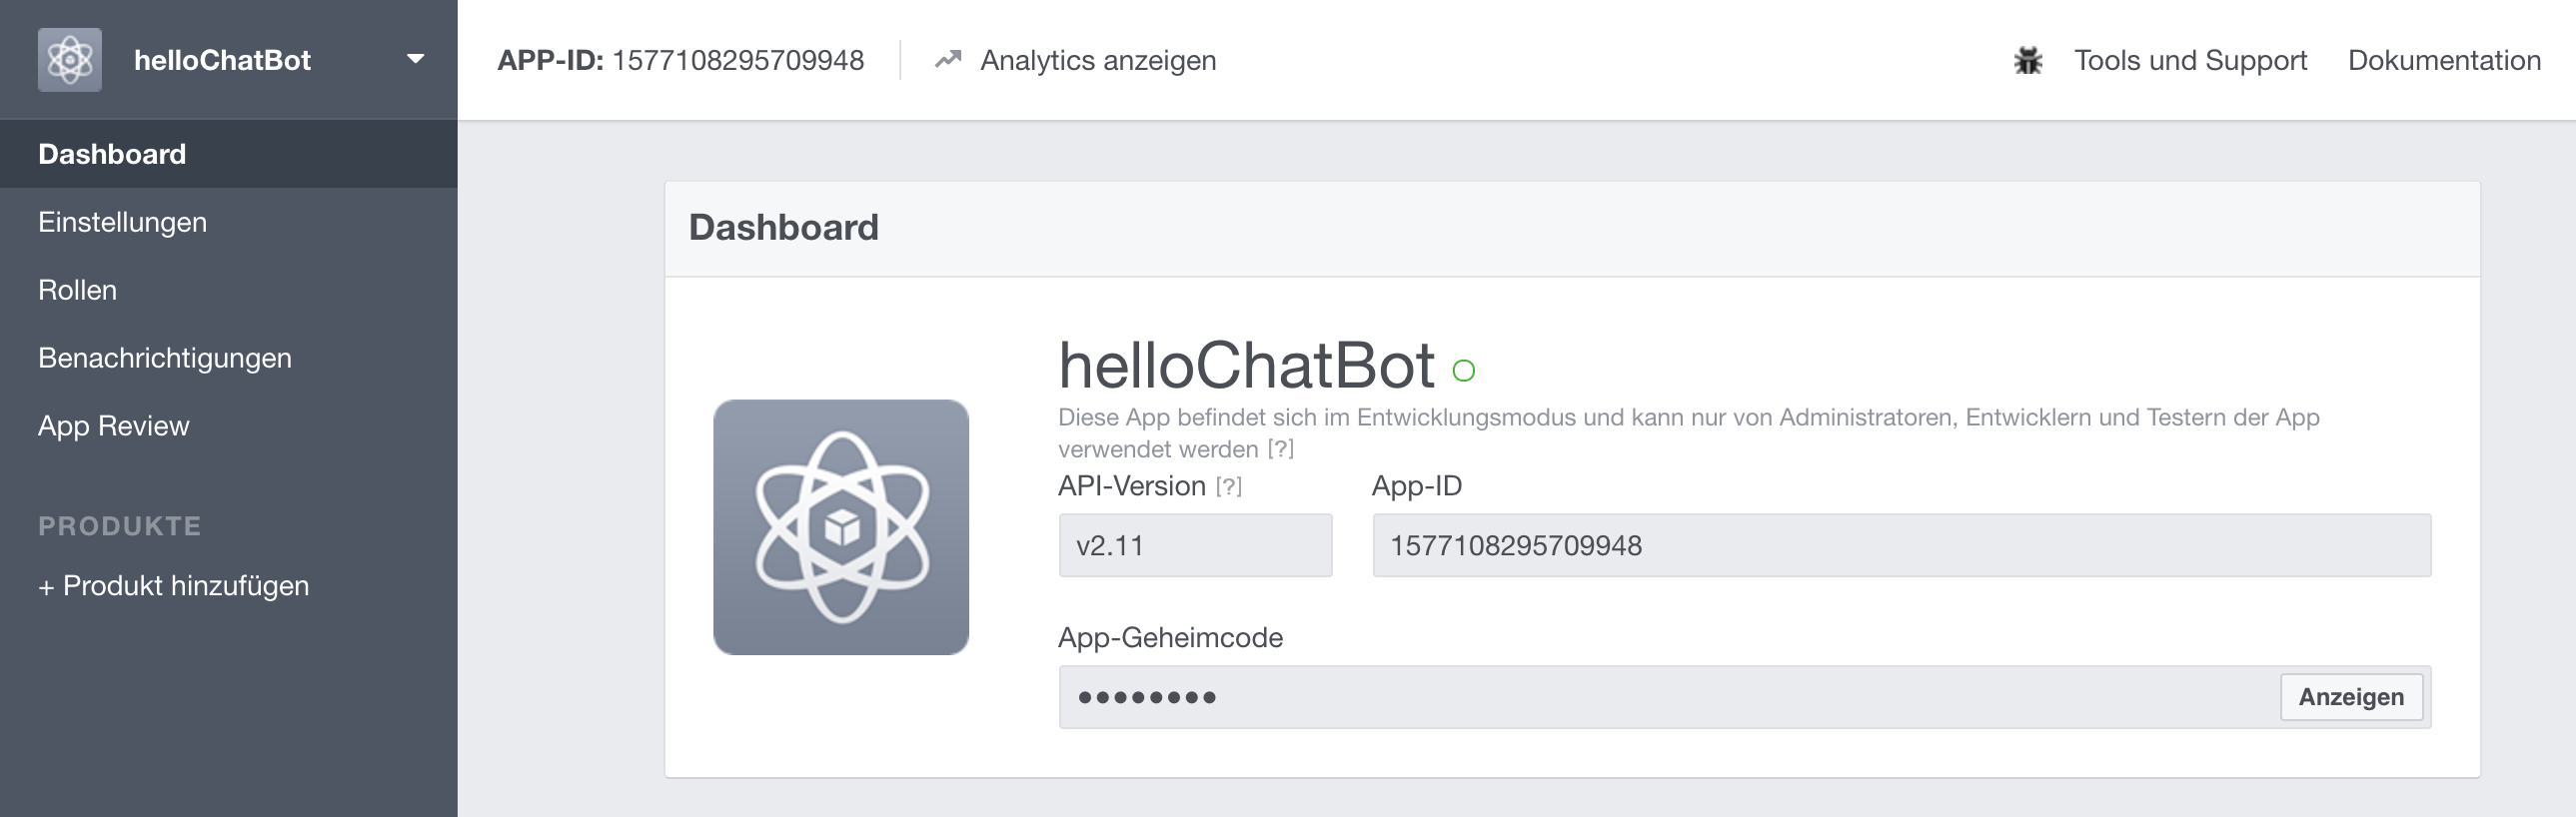 helloChatBot
APP-ID: 1577108295709948
Analytics anzeigen
Tools und Support
Dokumentation
Dashboard
Einstellungen
Rollen
Benachrichtigungen
App Review
PRODUKTE
+ Produkt hinzufügen
Dashboard
helloChatBot
Diese App befindet sich im Entwicklungsmodus und kann nur von Administratoren, Entwicklern und Testern der App
verwendet werden [?]
API-Version [?]
App-ID
v2.11
1577108295709948
App-Geheimcode
••••••••
Anzeigen